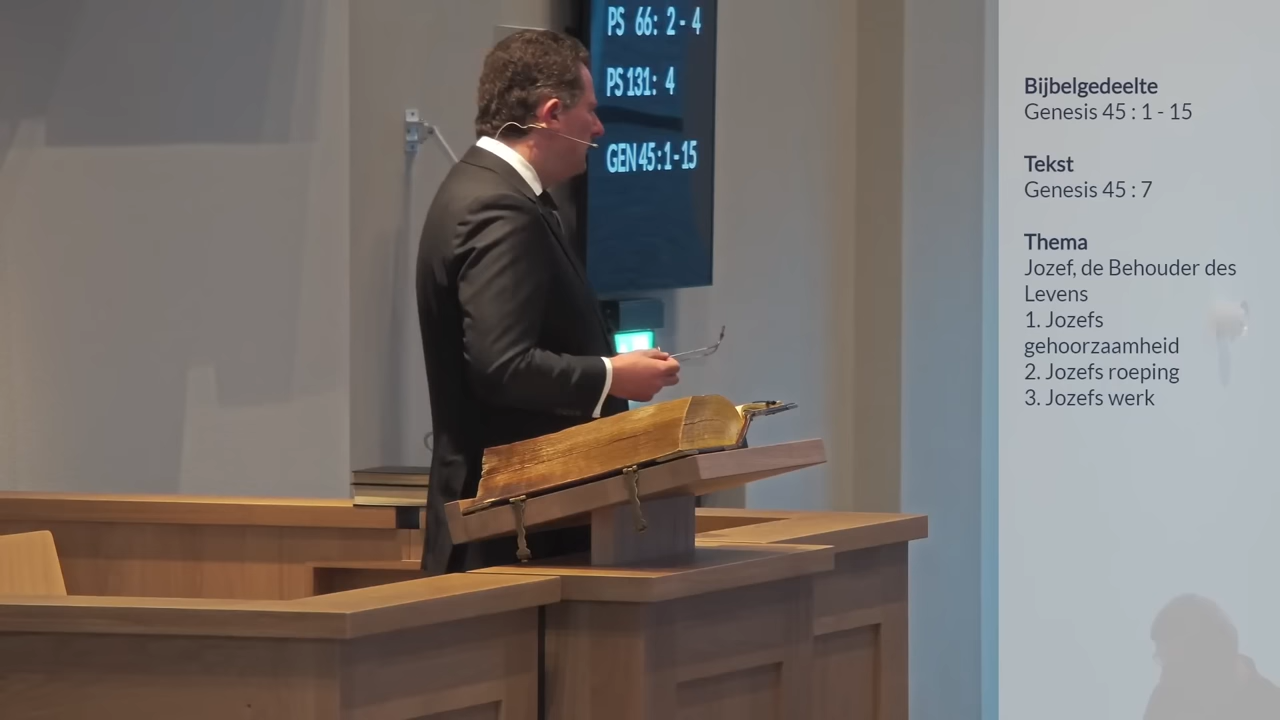 PS 66: 2 - 4
PS 131: 4
GEN 45: 1 - 15
Bijbelgedeelte
Genesis 45 : 1 - 15
Tekst
Genesis 45 : 7
Thema
Jozef, de Behouder des
Levens
1. Jozefs
gehoorzaamheid
2. Jozefs roeping
3. Jozefs werk